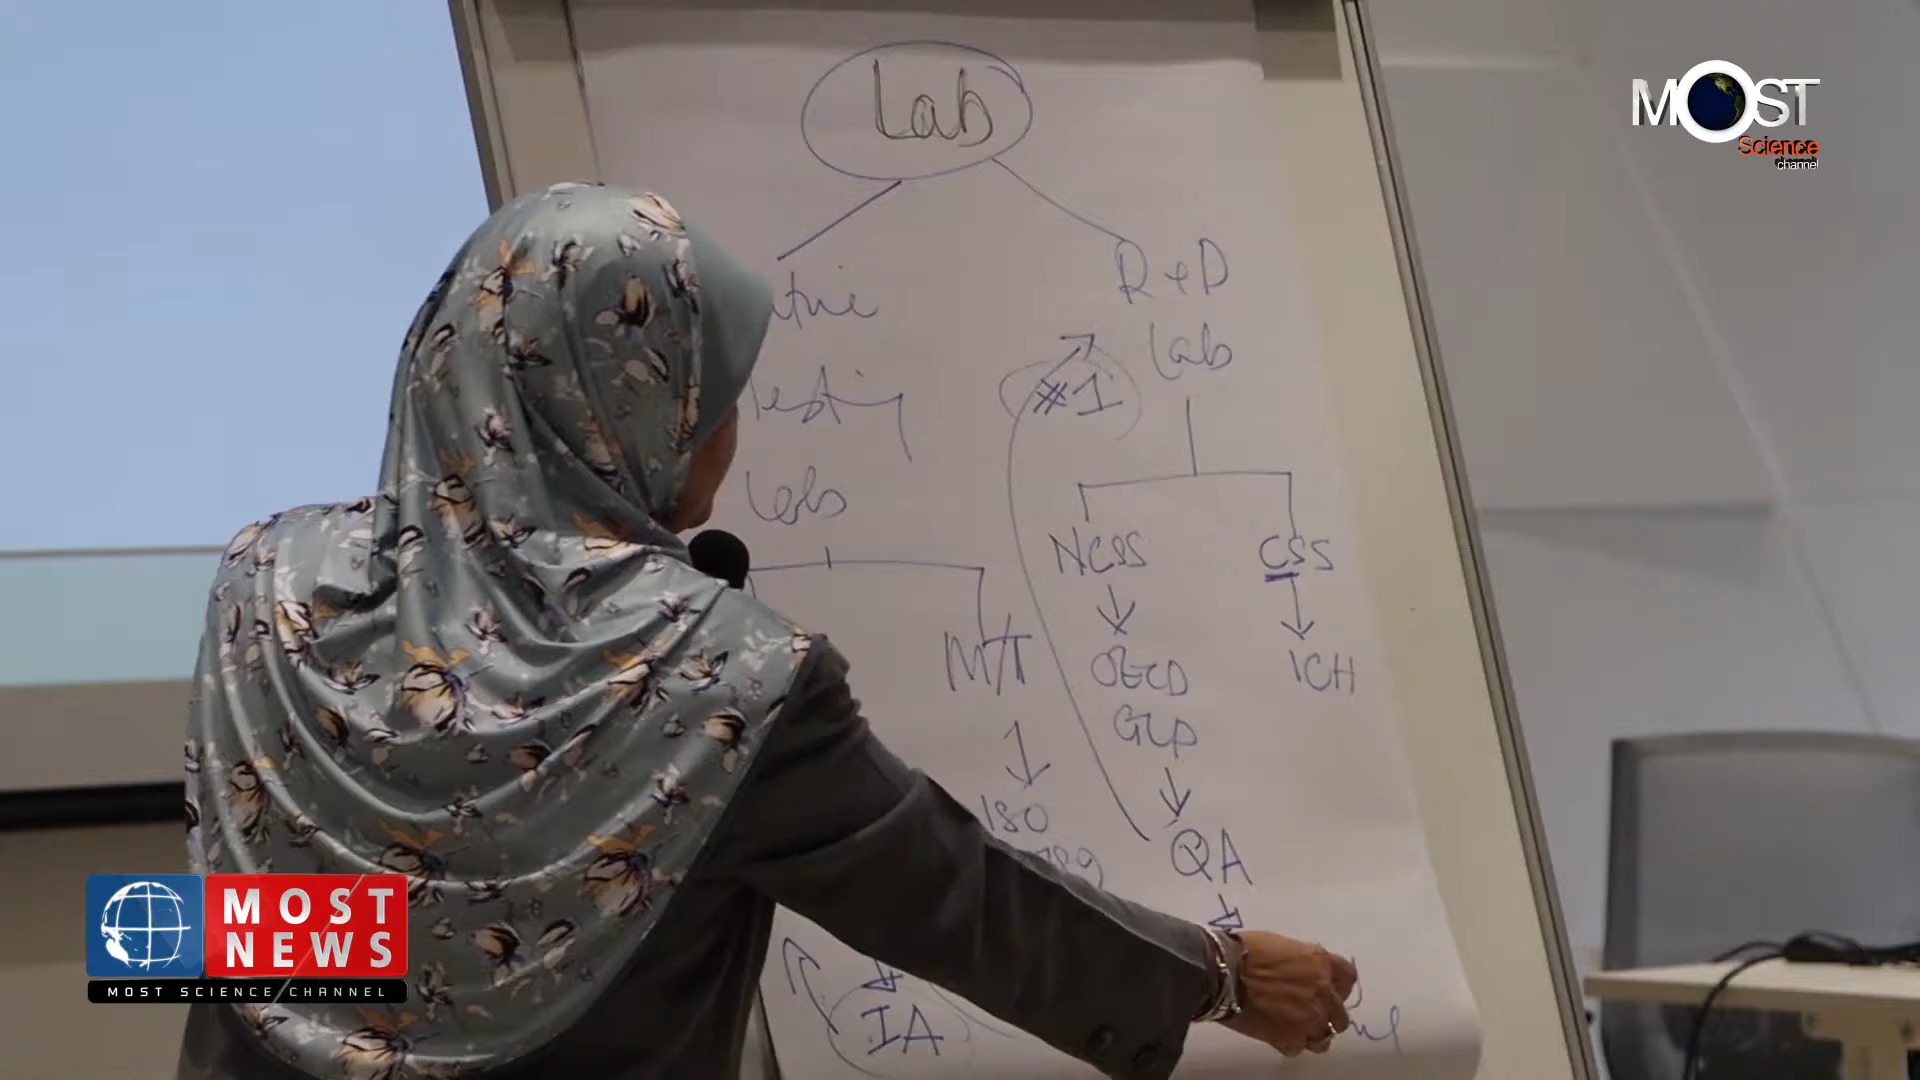 Lab
MOST
Science
channel
R+D
Lab
#1
Testing
Labs
NCSS
CSS
M/T
OECD
GLP
ICH
ISO
QA
IA
MOST
NEWS
MOST SCIENCE CHANNEL